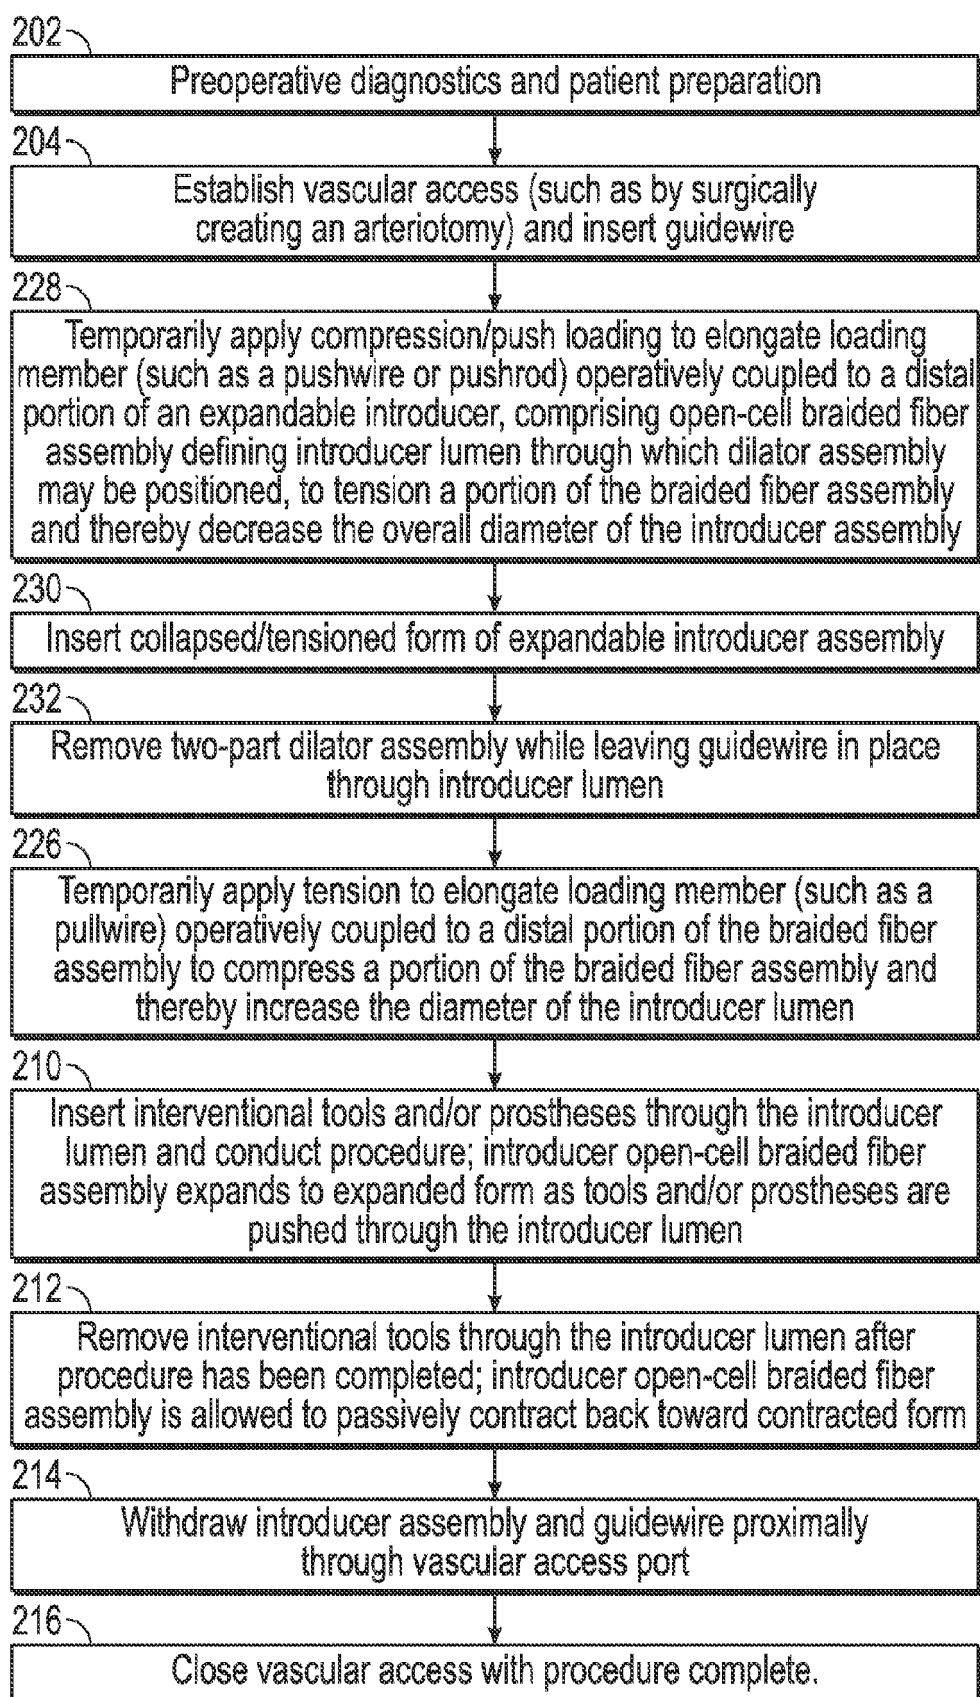 202
Preoperative diagnostics and patient preparation
204
Establish vascular access (such as by surgically
creating an arteriotomy) and insert guidewire
228
Temporarily apply compression/push loading to elongate loading
member (such as a pushwire or pushrod) operatively coupled to a distal
portion of an expandable introducer, comprising open-cell braided fiber
assembly defining introducer lumen through which dilator assembly
may be positioned, to tension a portion of the braided fiber assembly
and thereby decrease the overall diameter of the introducer assembly
230
Insert collapsed/tensioned form of expandable introducer assembly
232
Remove two-part dilator assembly while leaving guidewire in place
through introducer lumen
226
Temporarily apply tension to elongate loading member (such as a
pullwire) operatively coupled to a distal portion of the braided fiber
assembly to compress a portion of the braided fiber assembly and
thereby increase the diameter of the introducer lumen
210
Insert interventional tools and/or prostheses through the introducer
lumen and conduct procedure; introducer open-cell braided fiber
assembly expands to expanded form as tools and/or prostheses are
pushed through the introducer lumen
212
Remove interventional tools through the introducer lumen after
procedure has been completed; introducer open-cell braided fiber
assembly is allowed to passively contract back toward contracted form
214
Withdraw introducer assembly and guidewire proximally
through vascular access port
216
Close vascular access with procedure complete.